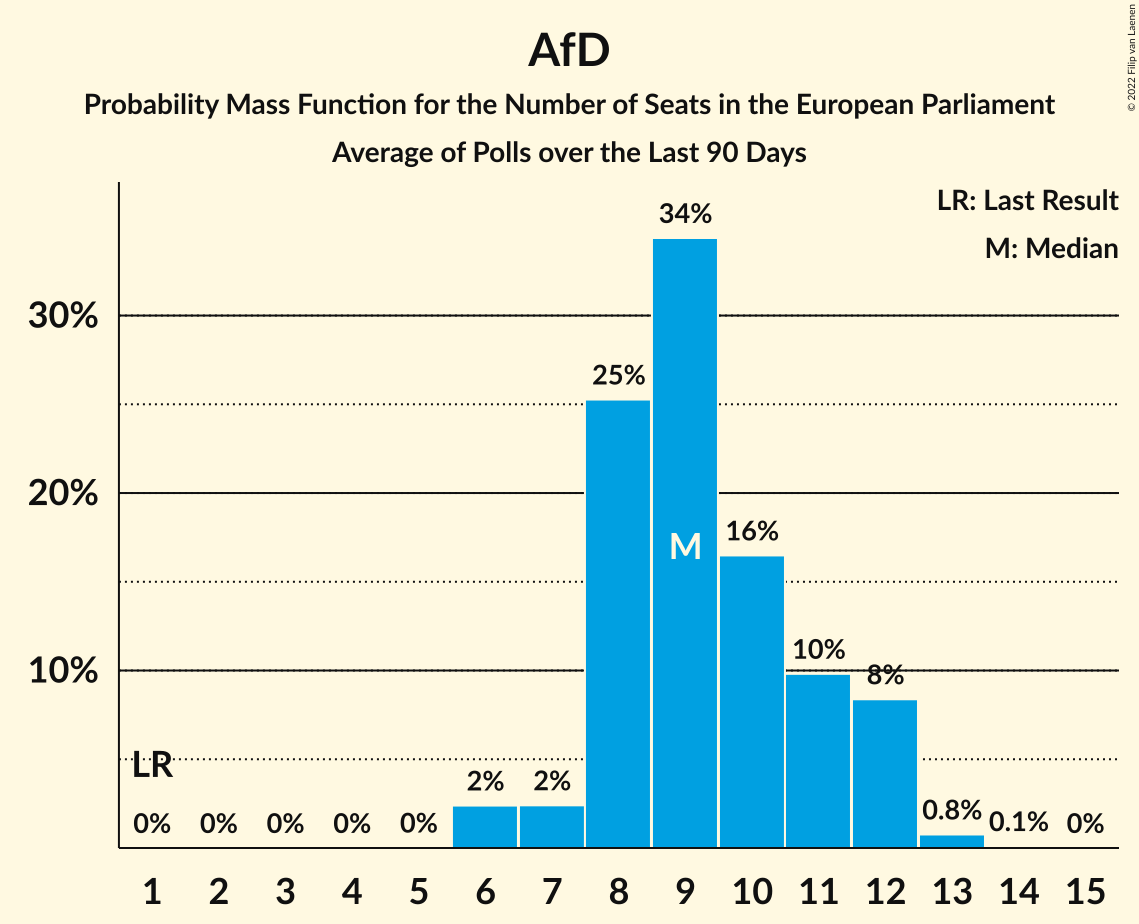 AfD
Probability Mass Function for the Number of Seats in the European Parliament
Average of Polls over the Last 90 Days
© 2022 Filip van Laenen
LR: Last Result
M: Median
34%
30%
25%
20%
16%
M
10%
10%
8%
LR
2%
2%
0.8%
0.1%
0%
0%
0%
0%
0%
0%
1 2 3 4 5 6 7 8 9 10 11 12 13 14 15